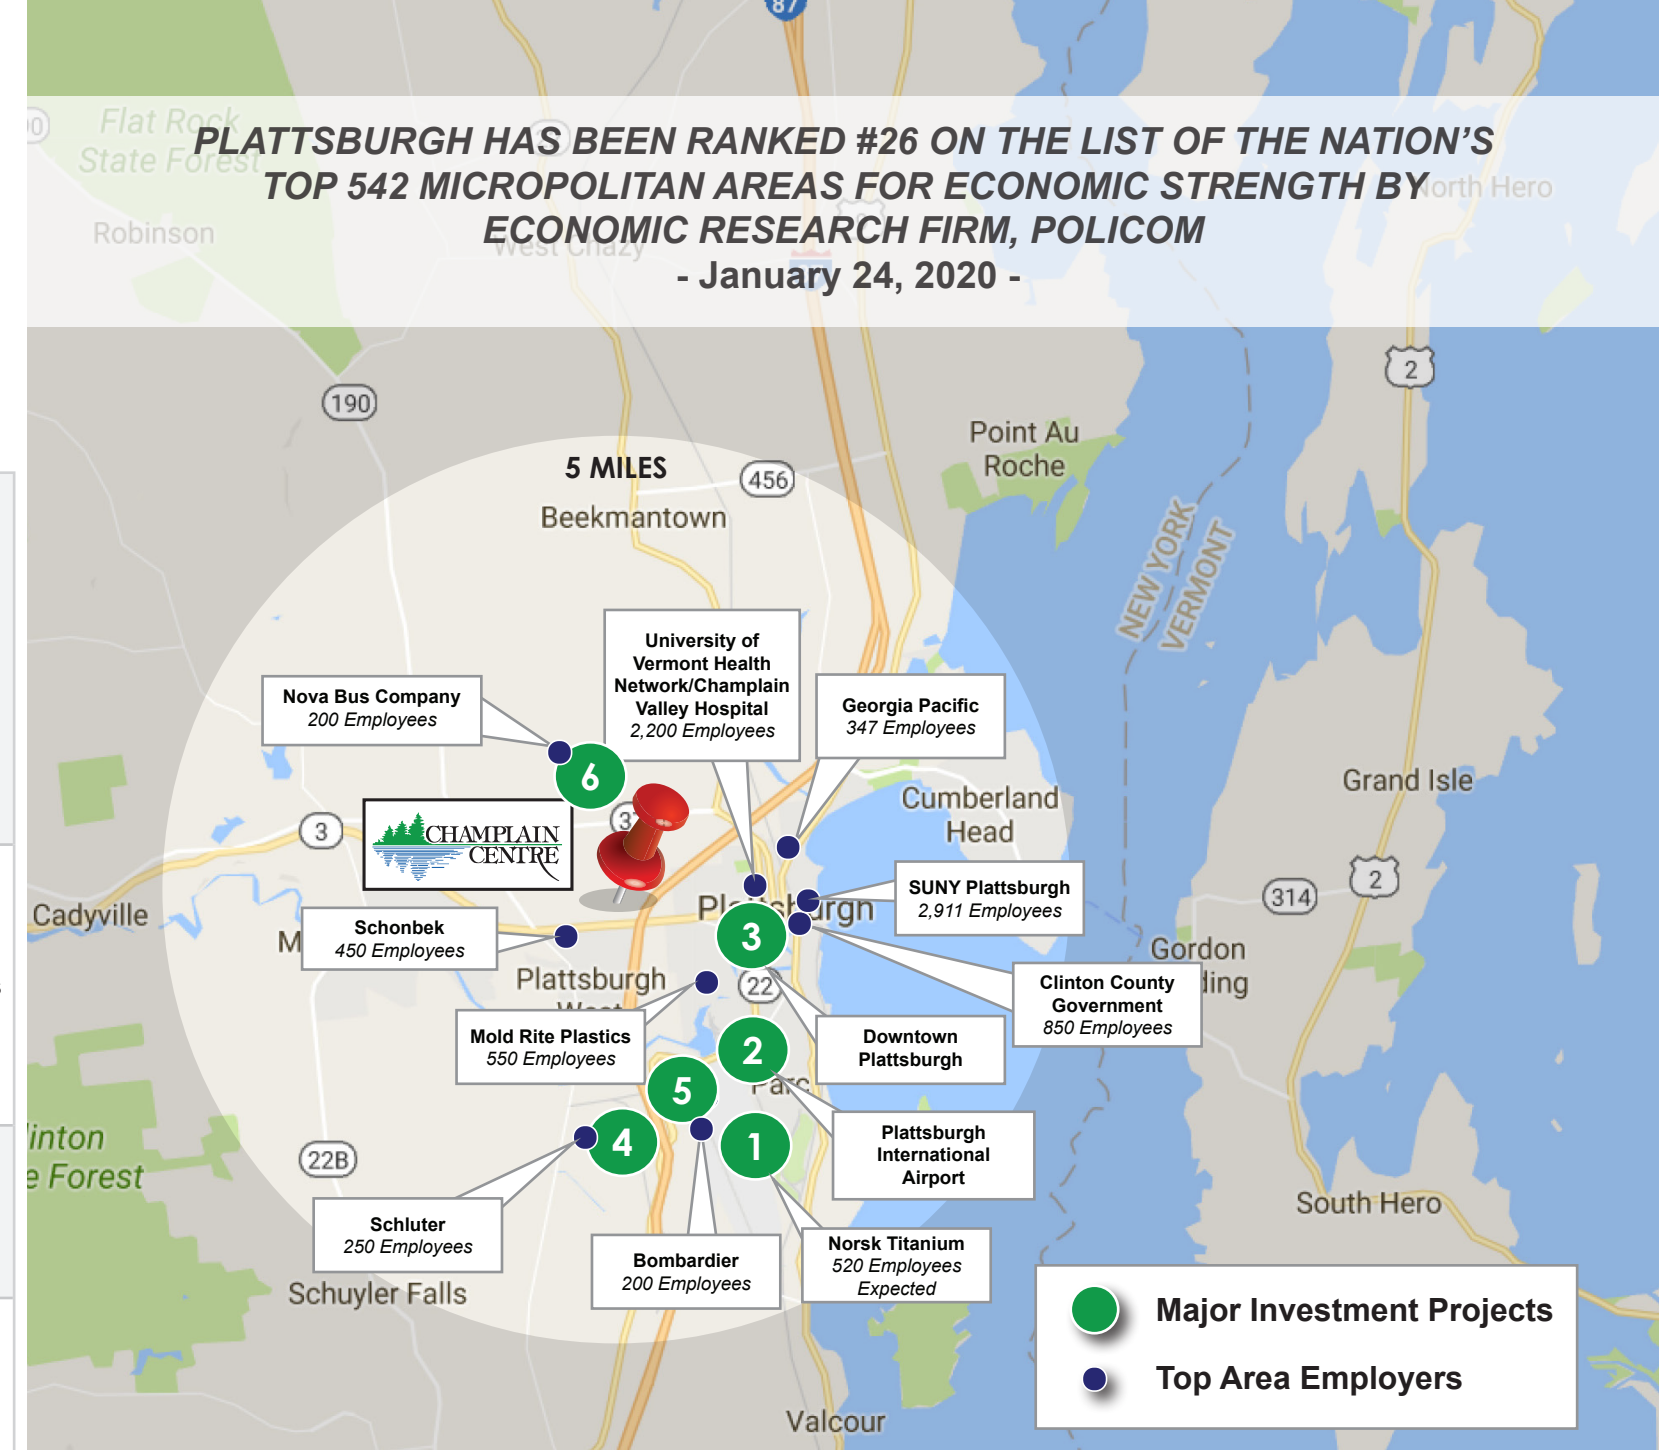 87
Flat Rock
State Forest
PLATTSBURGH HAS BEEN RANKED #26 ON THE LIST OF THE NATION'S
TOP 542 MICROPOLITAN AREAS FOR ECONOMIC STRENGTH BY
ECONOMIC RESEARCH FIRM, POLICOM
- January 24, 2020 -
North Hero
Robinson
West Chazy
2
190
Point Au
Roche
5 MILES
456
Beekmantown
NEW YORK
VERMONT
University of
Vermont Health
Network/Champlain
Valley Hospital
2,200 Employees
Nova Bus Company
200 Employees
Georgia Pacific
347 Employees
6
Grand Isle
Cumberland
Head
3
CHAMPLAIN
CENTRE
2
314
SUNY Plattsburgh
2,911 Employees
Cadyville
Schonbek
450 Employees
3
Gordon
Plattsburgh
22
Clinton County
Government
850 Employees
Mold Rite Plastics
550 Employees
Downtown
Plattsburgh
2
Parc
5
Plattsburgh
International
Airport
4
1
22B
Forest
South Hero
Schluter
250 Employees
Bombardier
200 Employees
Norsk Titanium
520 Employees
Expected
Schuyler Falls
Major Investment Projects
Top Area Employers
Valcour